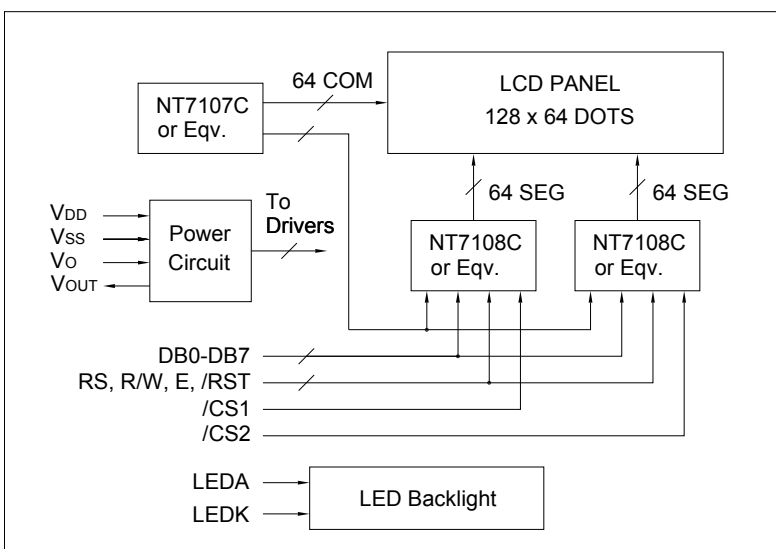 64 COM
NT7107C
or Eqv.
LCD PANEL
128 x 64 DOTS
64 SEG
64 SEG
VDD
VSS
VO
VOUT
Power
Circuit
To
Drivers
NT7108C
or Eqv.
NT7108C
or Eqv.
DB0-DB7
RS, R/W, E, /RST
/CS1
/CS2
LEDA
LEDK
LED Backlight